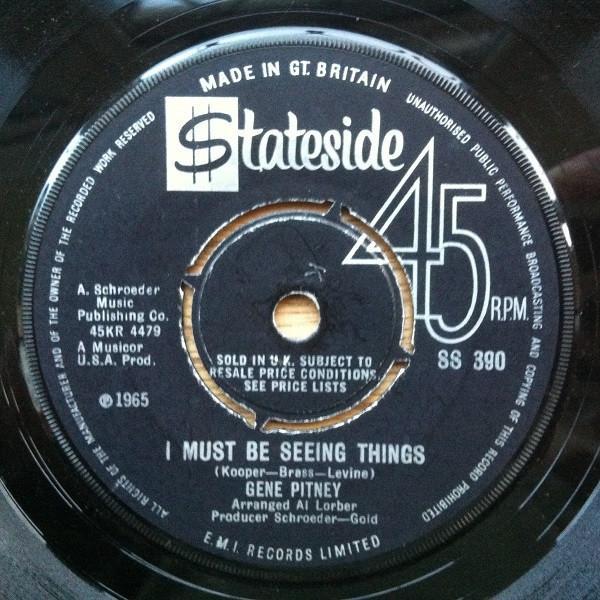 MADE IN GT. BRITAIN
UNAUTHORISED PUBLIC PERFORMANCE BROADCASTING AND COPYING OF THIS RECORD PROHIBITED
ALL RIGHTS OF THE MANUFACTURER AND OF THE OWNER OF THE RECORDED WORK RESERVED
$tateside
45 R.P.M.
A. Schroeder
Music
Publishing Co.
45KR 4479
A Musicor
U.S.A. Prod.
℗1965
SS 390
SOLD IN U.K. SUBJECT TO
RESALE PRICE CONDITIONS,
SEE PRICE LISTS
I MUST BE SEEING THINGS
(Kooper—Brass—Levine)
GENE PITNEY
Arranged Al Lorber
Producer Schroeder—Gold
E.M.I. RECORDS LIMITED